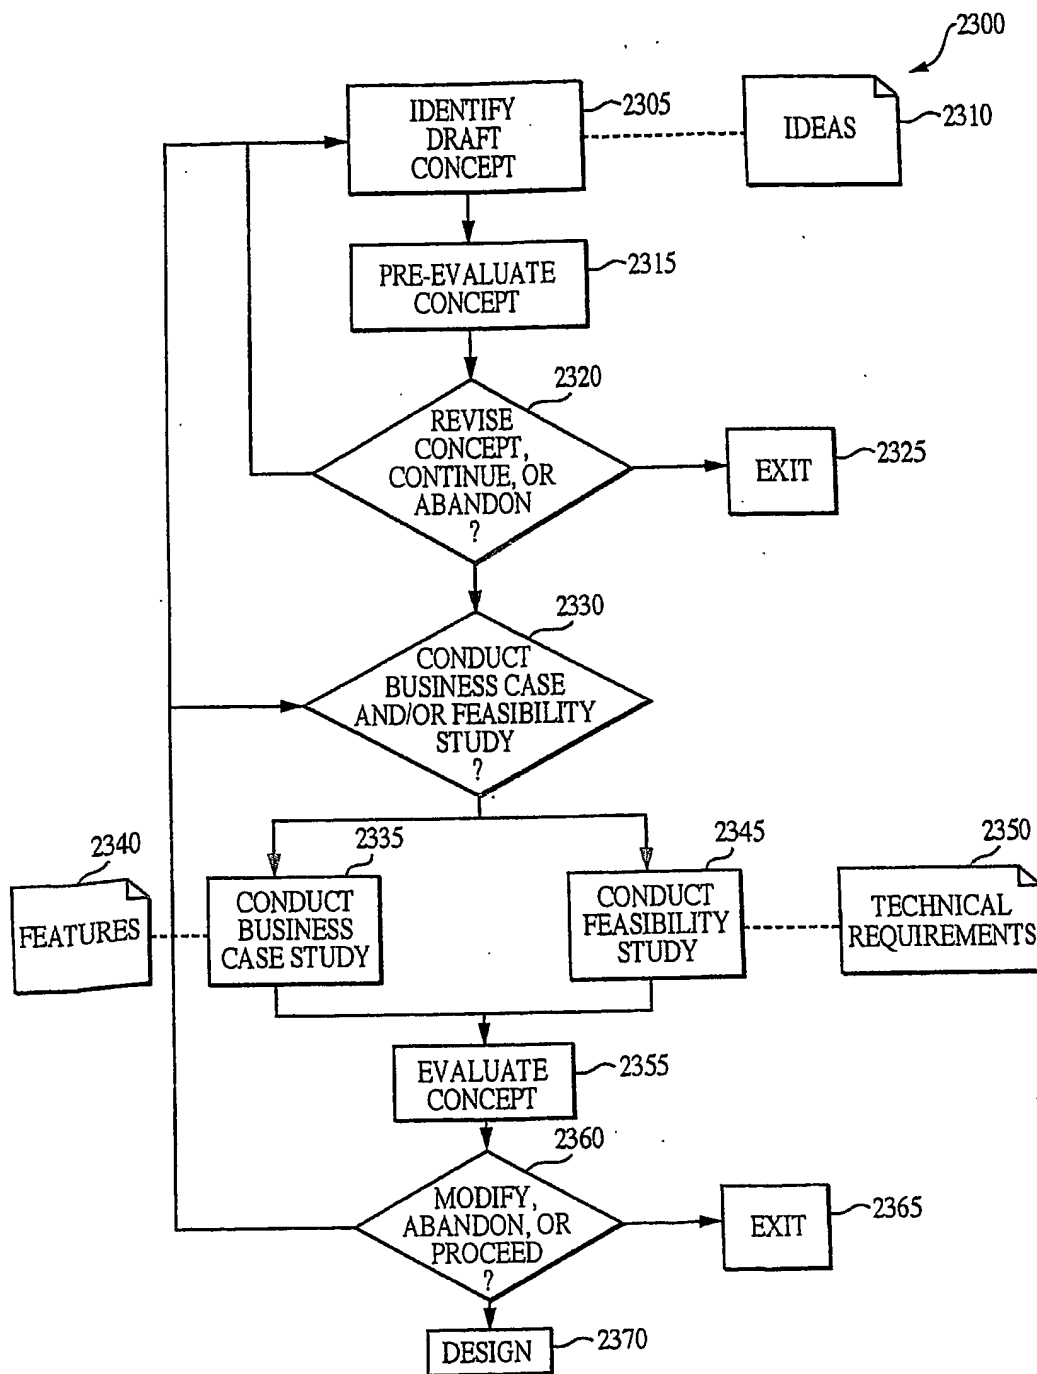 2300
IDENTIFY
DRAFT
CONCEPT
2305
IDEAS
2310
PRE-EVALUATE
CONCEPT
2315
2320
REVISE
CONCEPT,
CONTINUE, OR
ABANDON
?
EXIT
2325
2330
CONDUCT
BUSINESS CASE
AND/OR FEASIBILITY
STUDY
?
2340
FEATURES
2335
CONDUCT
BUSINESS
CASE STUDY
2345
CONDUCT
FEASIBILITY
STUDY
2350
TECHNICAL
REQUIREMENTS
EVALUATE
CONCEPT
2355
2360
MODIFY,
ABANDON, OR
PROCEED
?
EXIT
2365
DESIGN
2370